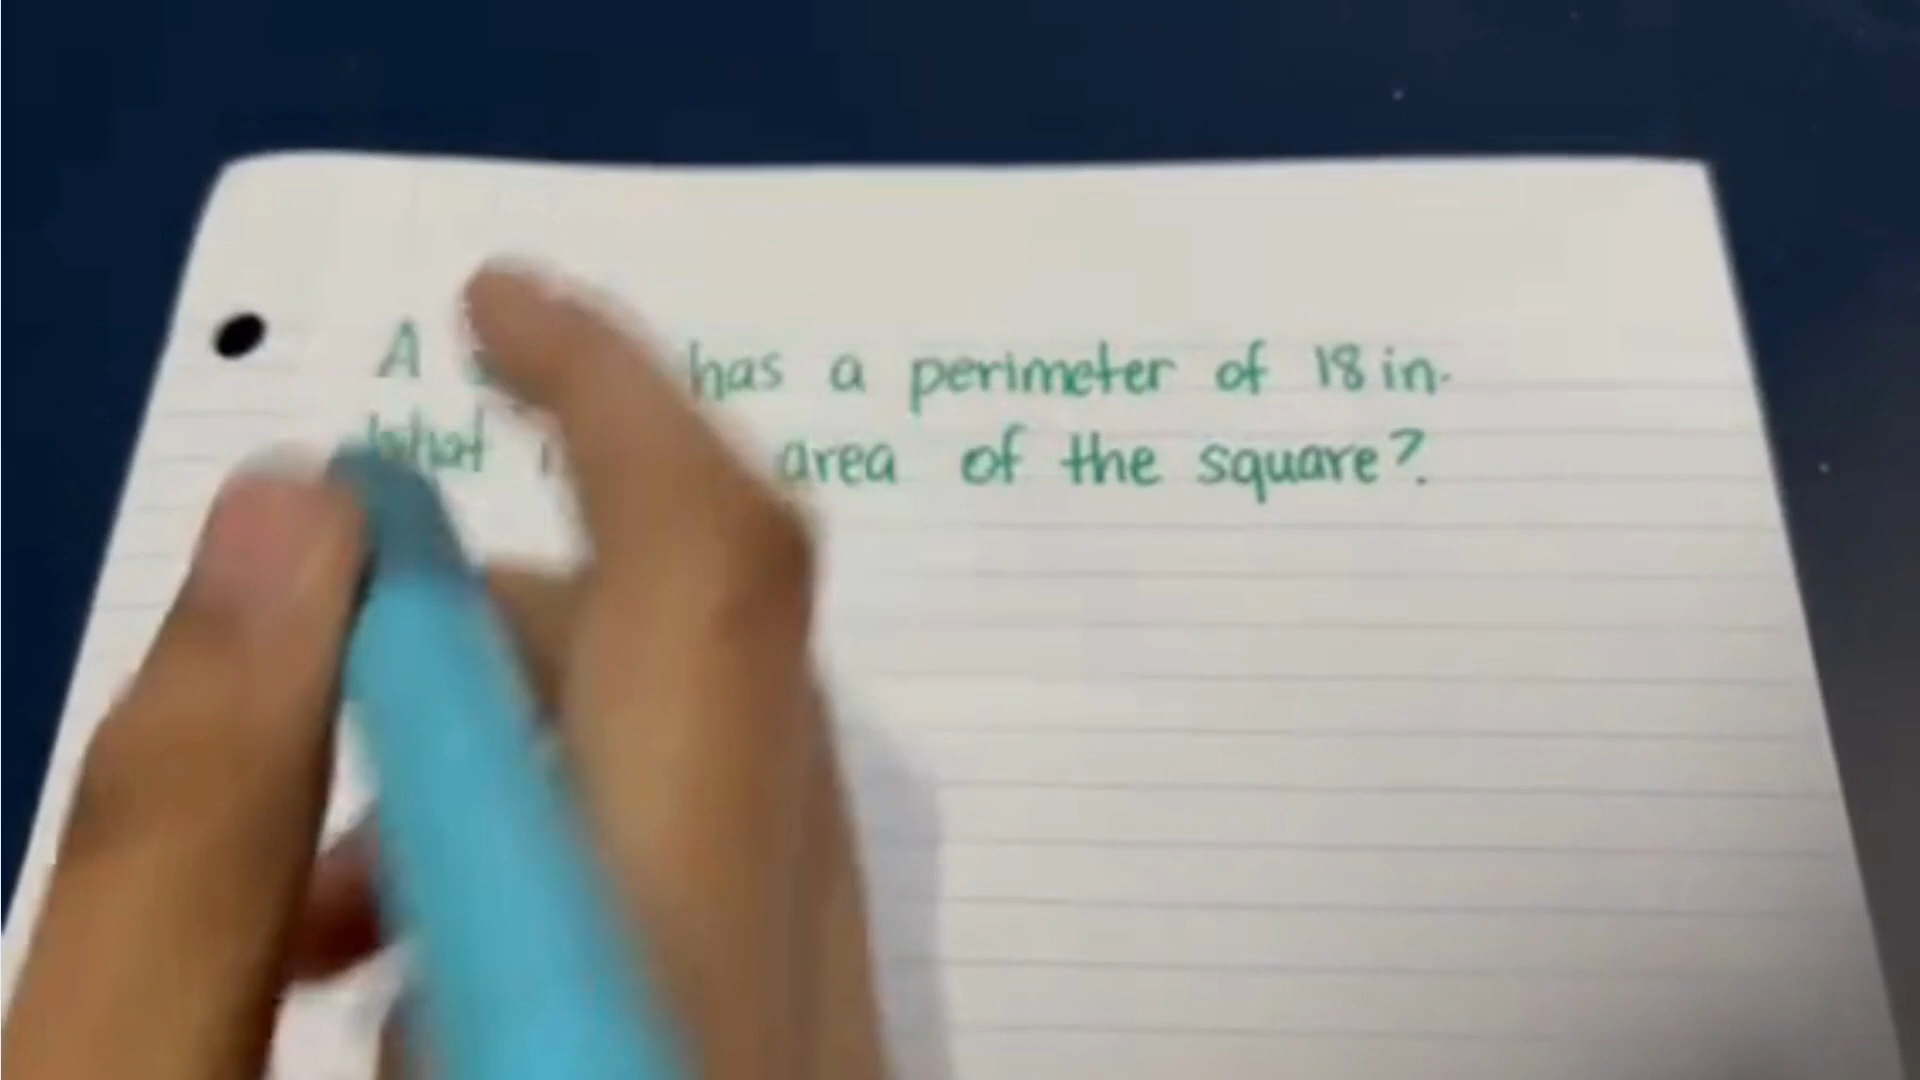 A has a perimeter of 18 in.
What area of the square?